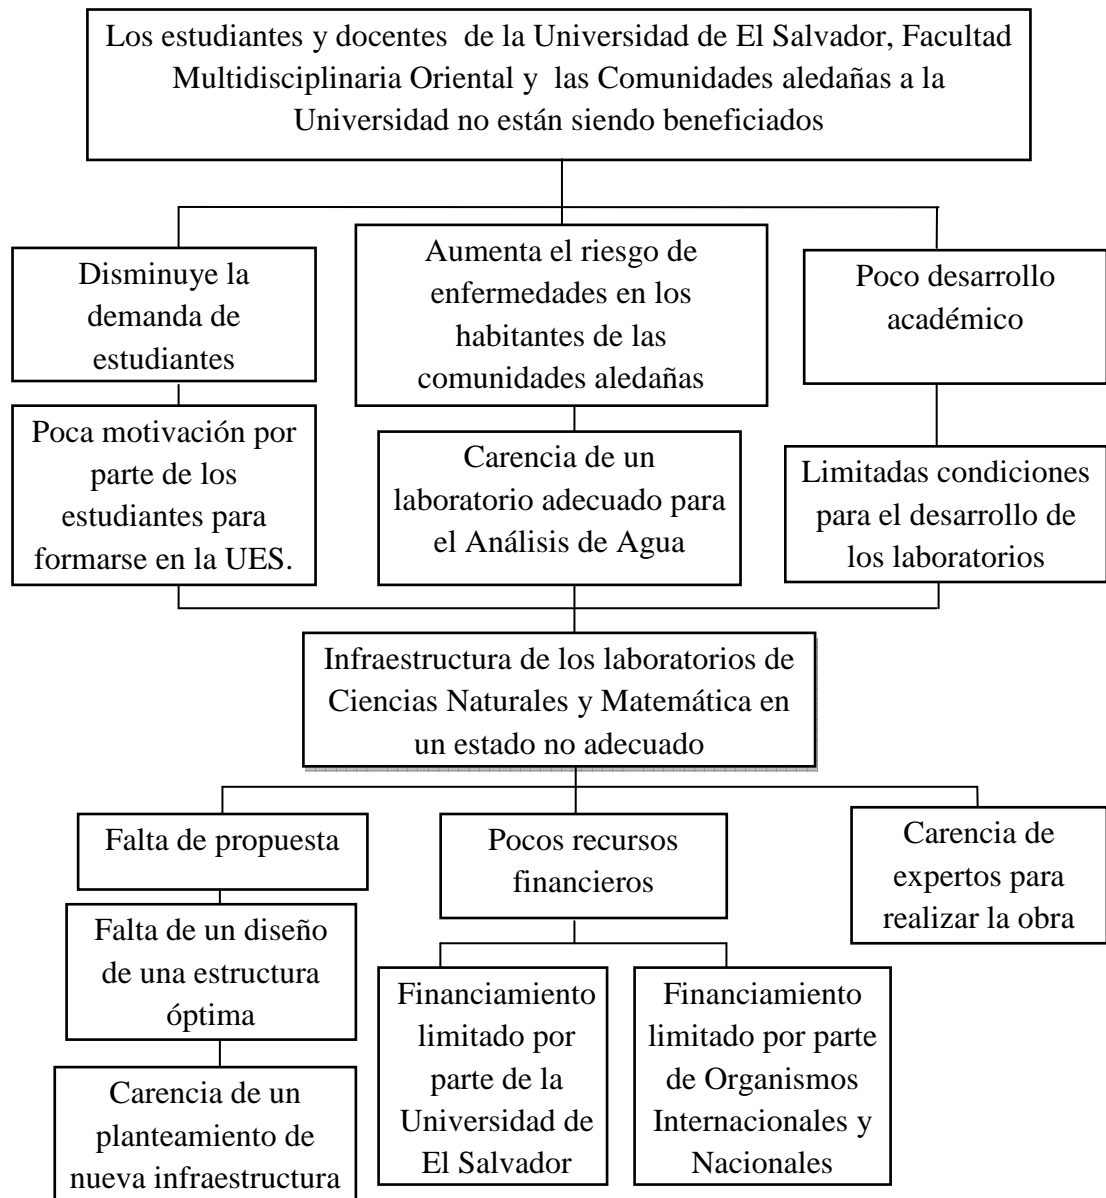 Los estudiantes y docentes de la Universidad de El Salvador, Facultad
Multidisciplinaria Oriental y las Comunidades aledañas a la
Universidad no están siendo beneficiados
Disminuye la
demanda de
estudiantes
Aumenta el riesgo de
enfermedades en los
habitantes de las
comunidades aledañas
Poco desarrollo
académico
Poca motivación por
parte de los
estudiantes para
formarse en la UES.
Carencia de un
laboratorio adecuado para
el Análisis de Agua
Limitadas condiciones
para el desarrollo de
los laboratorios
Infraestructura de los laboratorios de
Ciencias Naturales y Matemática en
un estado no adecuado
Falta de propuesta
Pocos recursos
financieros
Carencia de
expertos para
realizar la obra
Falta de un diseño
de una estructura
óptima
Financiamiento
limitado por
parte de la
Universidad de
El Salvador
Financiamiento
limitado por parte
de Organismos
Internacionales y
Nacionales
Carencia de un
planteamiento de
nueva infraestructura